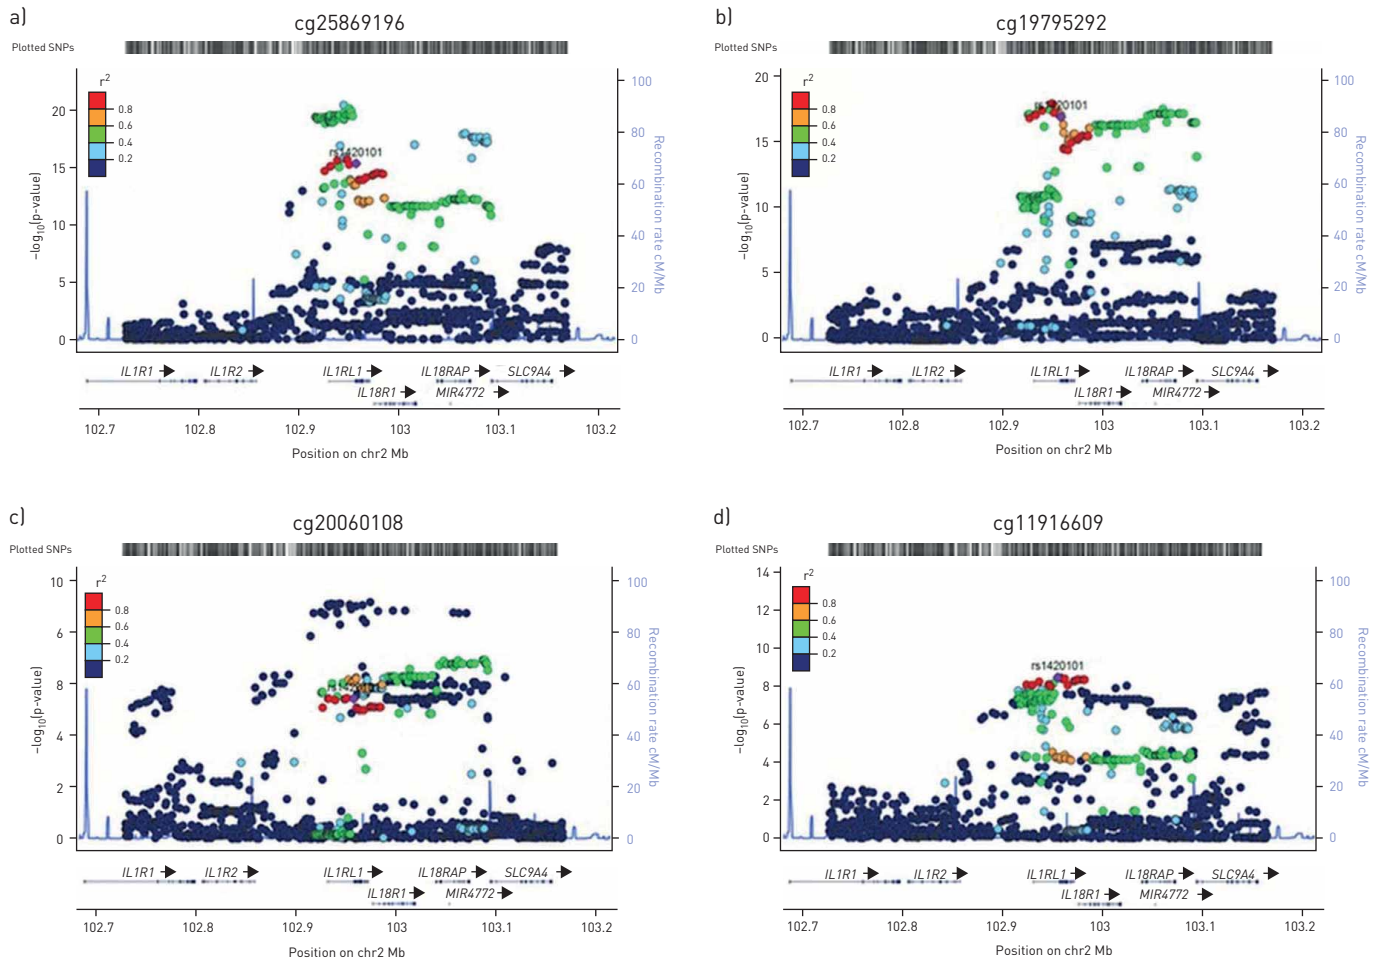 a)
cg25869196
Plotted SNPs
r2
0.8
0.6
0.4
0.2
rs1420101
20
15
10
5
0
–log10(p-value)
100
80
60
40
20
0
Recombination rate cM/Mb
IL1R1
IL1R2
IL1RL1
IL18RAP
SLC9A4
IL18R1
MIR4772
102.7
102.8
102.9
103
103.1
103.2
Position on chr2 Mb
b)
cg19795292
Plotted SNPs
r2
0.8
0.6
0.4
0.2
rs1420101
20
15
10
5
0
–log10(p-value)
100
80
60
40
20
0
Recombination rate cM/Mb
IL1R1
IL1R2
IL1RL1
IL18RAP
SLC9A4
IL18R1
MIR4772
102.7
102.8
102.9
103
103.1
103.2
Position on chr2 Mb
c)
cg20060108
Plotted SNPs
r2
0.8
0.6
0.4
0.2
10
6
8
4
2
0
–log10(p-value)
100
80
60
40
20
0
Recombination rate cM/Mb
IL1R1
IL1R2
IL1RL1
IL18RAP
SLC9A4
IL18R1
MIR4772
102.7
102.8
102.9
103
103.1
103.2
Position on chr2 Mb
d)
cg11916609
Plotted SNPs
r2
0.8
0.6
0.4
0.2
rs1420101
14
12
10
8
6
4
2
0
–log10(p-value)
100
80
60
40
20
0
Recombination rate cM/Mb
IL1R1
IL1R2
IL1RL1
IL18RAP
SLC9A4
IL18R1
MIR4772
102.7
102.8
102.9
103
103.1
103.2
Position on chr2 Mb